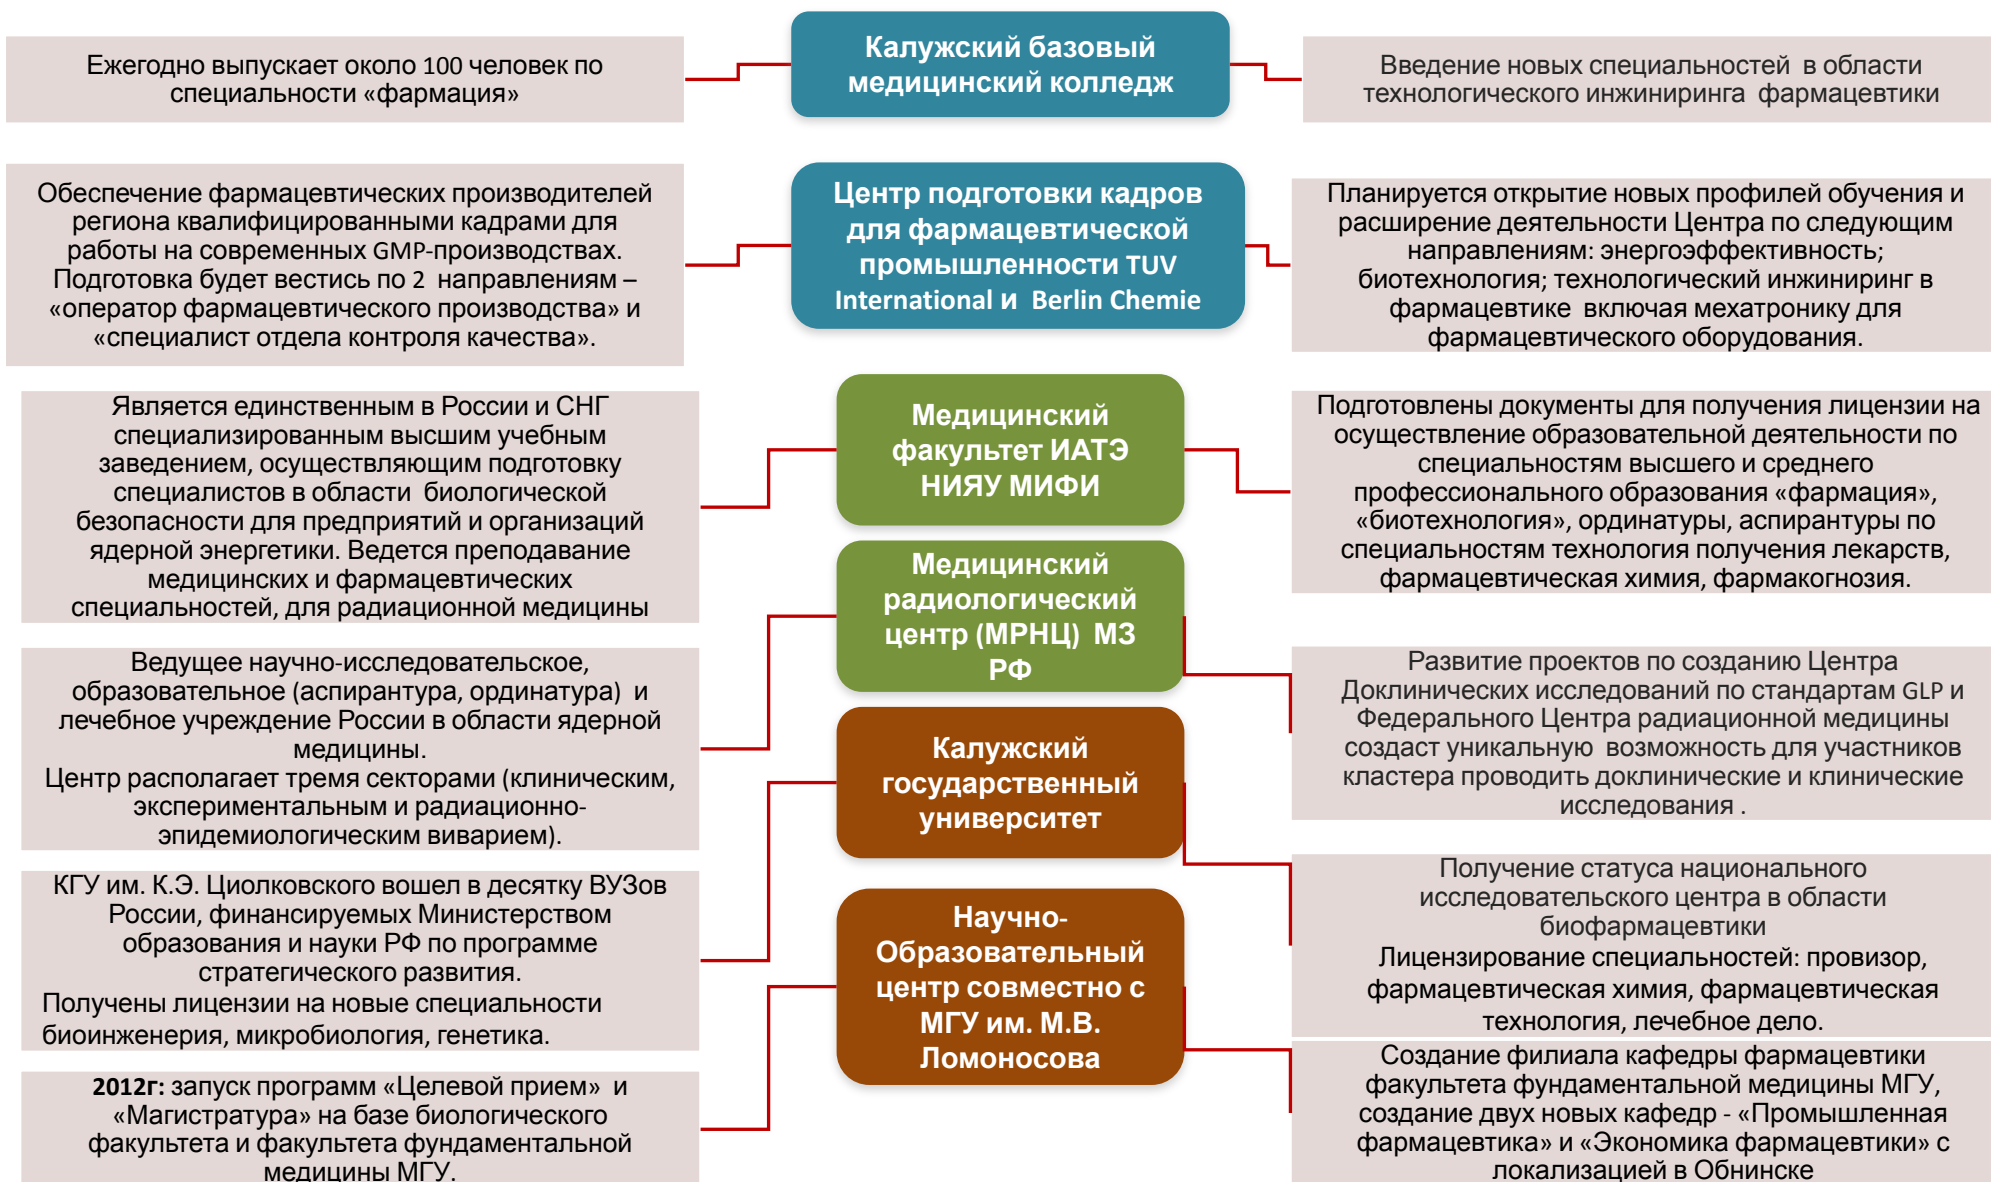 Ежегодно выпускает около 100 человек по
специальности «фармация»
Калужский базовый
медицинский колледж
Введение новых специальностей в области
технологического инжиниринга фармацевтики
Обеспечение фармацевтических производителей
региона квалифицированными кадрами для
работы на современных GMP-производствах.
Подготовка будет вестись по 2 направлениям –
«оператор фармацевтического производства» и
«специалист отдела контроля качества».
Центр подготовки кадров
для фармацевтической
промышленности TUV
International и Berlin Chemie
Планируется открытие новых профилей обучения и
расширение деятельности Центра по следующим
направлениям: энергоэффективность;
биотехнология; технологический инжиниринг в
фармацевтике включая мехатронику для
фармацевтического оборудования.
Является единственным в России и СНГ
специализированным высшим учебным
заведением, осуществляющим подготовку
специалистов в области биологической
безопасности для предприятий и организаций
ядерной энергетики. Ведется преподавание
медицинских и фармацевтических
специальностей, для радиационной медицины
Медицинский
факультет ИАТЭ
НИЯУ МИФИ
Подготовлены документы для получения лицензии на
осуществление образовательной деятельности по
специальностям высшего и среднего
профессионального образования «фармация»,
«биотехнология», ординатуры, аспирантуры по
специальностям технология получения лекарств,
фармацевтическая химия, фармакогнозия.
Ведущее научно-исследовательское,
образовательное (аспирантура, ординатура) и
лечебное учреждение России в области ядерной
медицины.
Центр располагает тремя секторами (клиническим,
экспериментальным и радиационно-
эпидемиологическим виварием).
Медицинский
радиологический
центр (МРНЦ) МЗ
РФ
Развитие проектов по созданию Центра
Доклинических исследований по стандартам GLP и
Федерального Центра радиационной медицины
создаст уникальную возможность для участников
кластера проводить доклинические и клинические
исследования .
КГУ им. К.Э. Циолковского вошел в десятку ВУЗов
России, финансируемых Министерством
образования и науки РФ по программе
стратегического развития.
Получены лицензии на новые специальности
биоинженерия, микробиология, генетика.
Калужский
государственный
университет
Получение статуса национального
исследовательского центра в области
биофармацевтики
Лицензирование специальностей: провизор,
фармацевтическая химия, фармацевтическая
технология, лечебное дело.
2012г: запуск программ «Целевой прием» и
«Магистратура» на базе биологического
факультета и факультета фундаментальной
медицины МГУ.
Научно-
Образовательный
центр совместно с
МГУ им. М.В.
Ломоносова
Создание филиала кафедры фармацевтики
факультета фундаментальной медицины МГУ,
создание двух новых кафедр - «Промышленная
фармацевтика» и «Экономика фармацевтики» с
локализацией в Обнинске